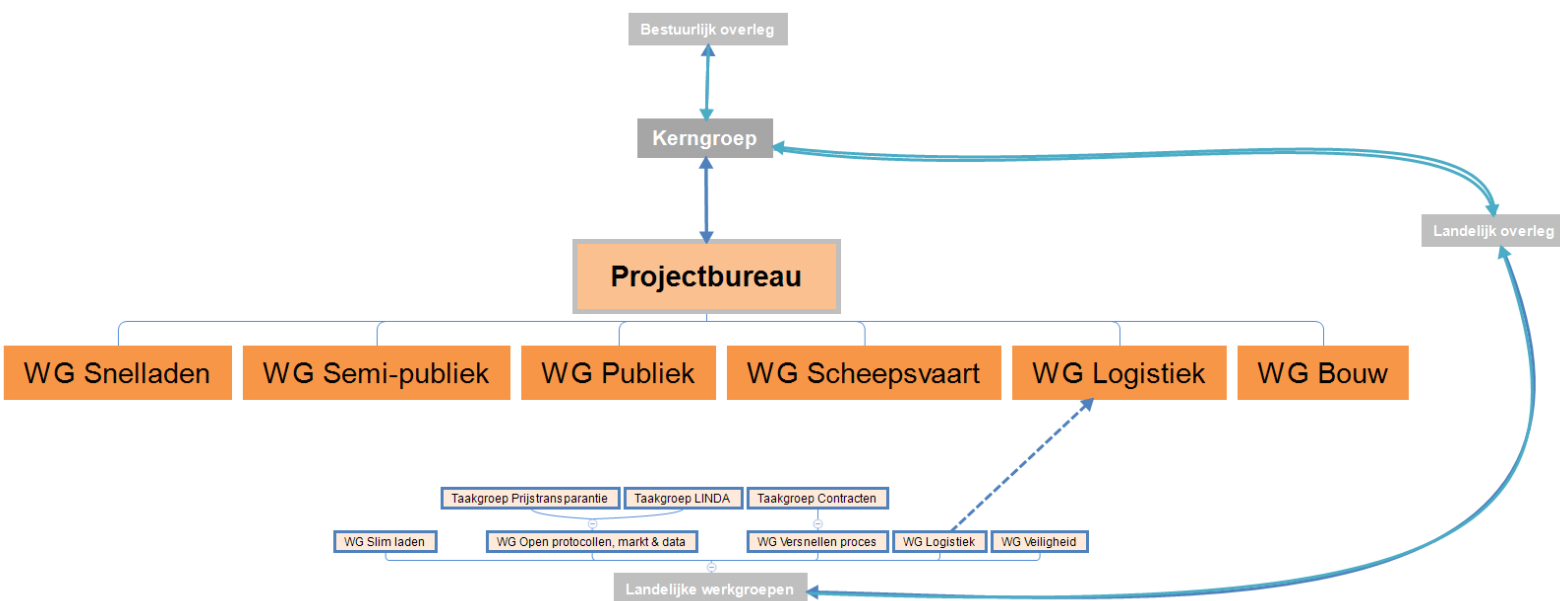 Bestuurlijk overleg
Kerngroep
Landelijk overleg
Projectbureau
WG Snelladen
WG Semi-publiek
WG Publiek
WG Scheepsvaart
WG Logistiek
WG Bouw
Taakgroep Prijstransparantie
Taakgroep LINDA
Taakgroep Contracten
WG Slim laden
WG Open protocollen, markt & data
WG Versnellen proces
WG Logistiek
WG Veiligheid
Landelijke werkgroepen